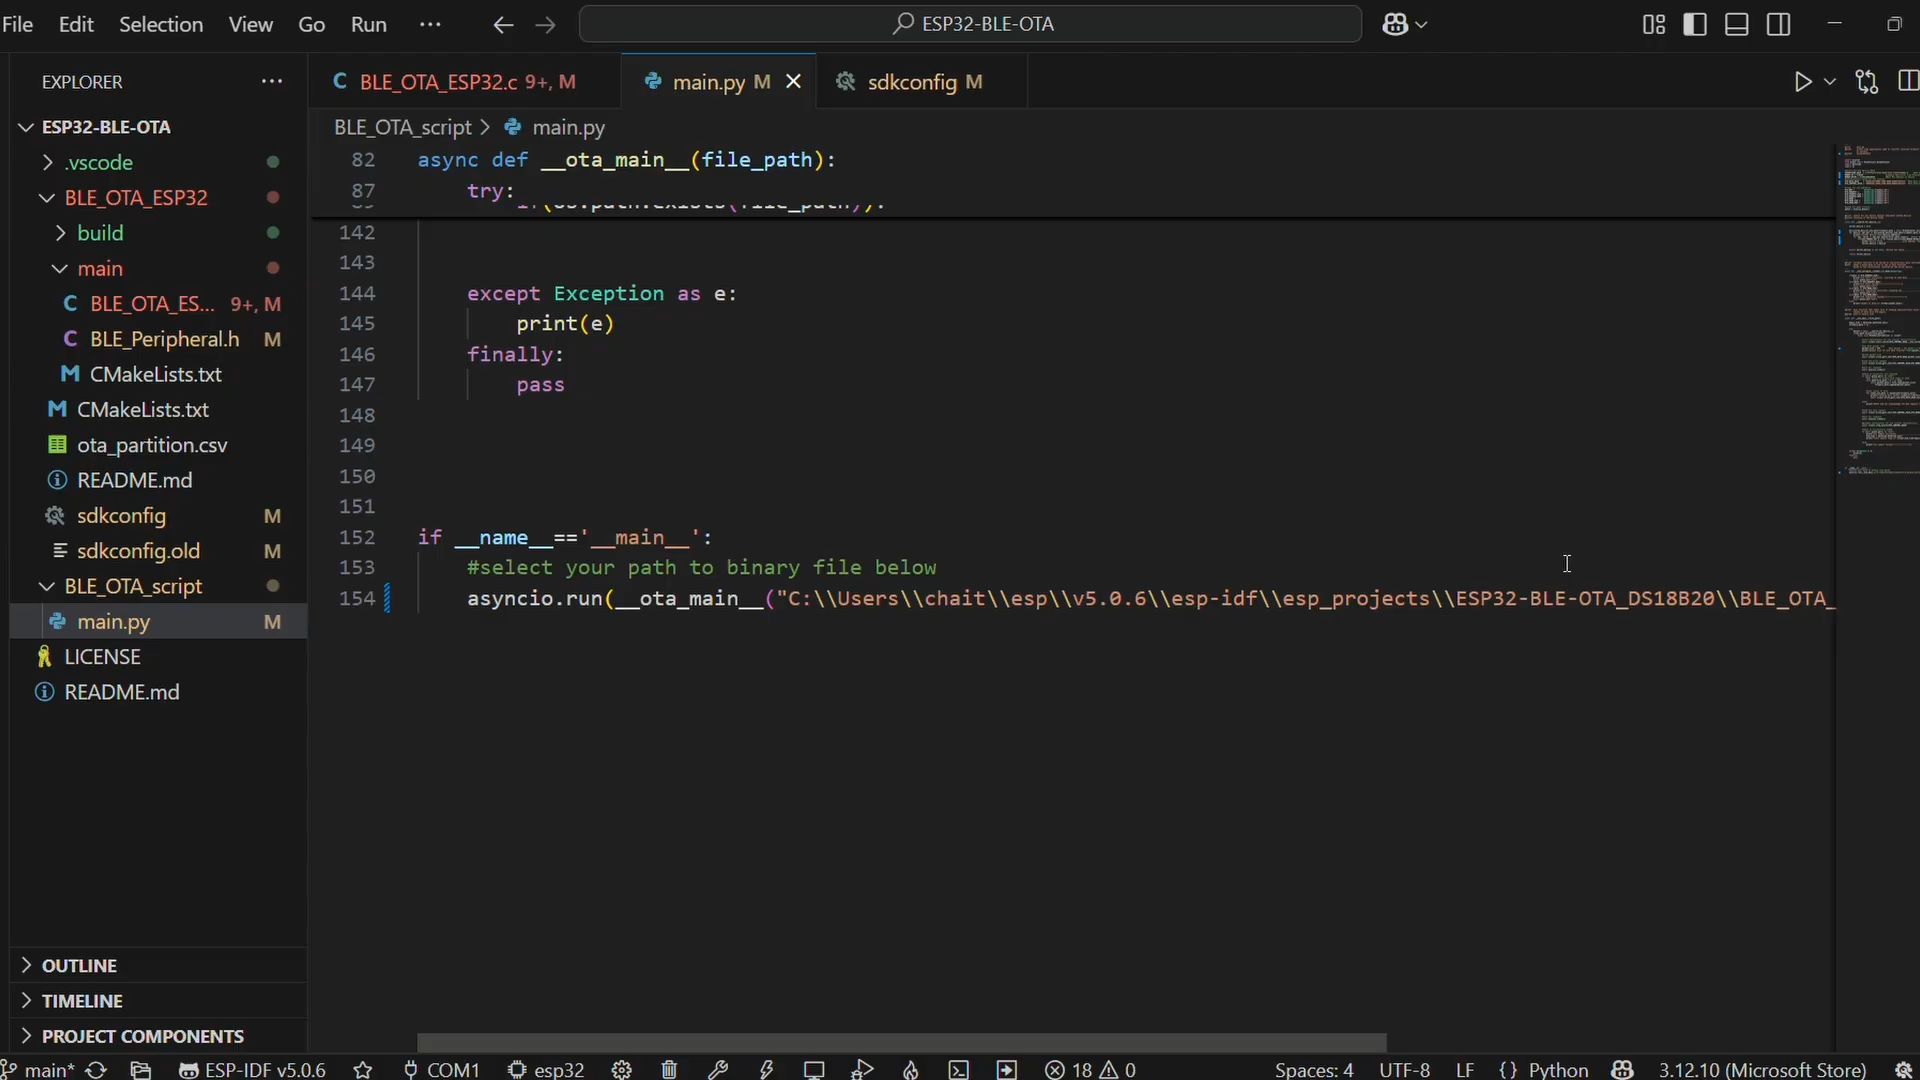 File Edit Selection View Go Run ··· ESP32-BLE-OTA
EXPLORER ···
ESP32-BLE-OTA
.vscode
BLE_OTA_ESP32
build
main
BLE_OTA_ES... 9+, M
BLE_Peripheral.h M
CMakeLists.txt
CMakeLists.txt
ota_partition.csv
README.md
sdkconfig M
sdkconfig.old M
BLE_OTA_script
main.py M
LICENSE
README.md
OUTLINE
TIMELINE
PROJECT COMPONENTS
BLE_OTA_ESP32.c 9+, M main.py M sdkconfig M
BLE_OTA_script > main.py
82 async def __ota_main__(file_path):
87 try:
if(os.path.exists(file_path)):
142
143
144 except Exception as e:
145 print(e)
146 finally:
147 pass
148
149
150
151
152 if __name__=='__main__':
153 #select your path to binary file below
154 asyncio.run(__ota_main__("C:\\Users\\chait\\esp\\v5.0.6\\esp-idf\\esp_projects\\ESP32-BLE-OTA_DS18B20\\BLE_OTA_
main* ESP-IDF v5.0.6 COM1 esp32 18 0 Spaces: 4 UTF-8 LF {} Python 3.12.10 (Microsoft Store)